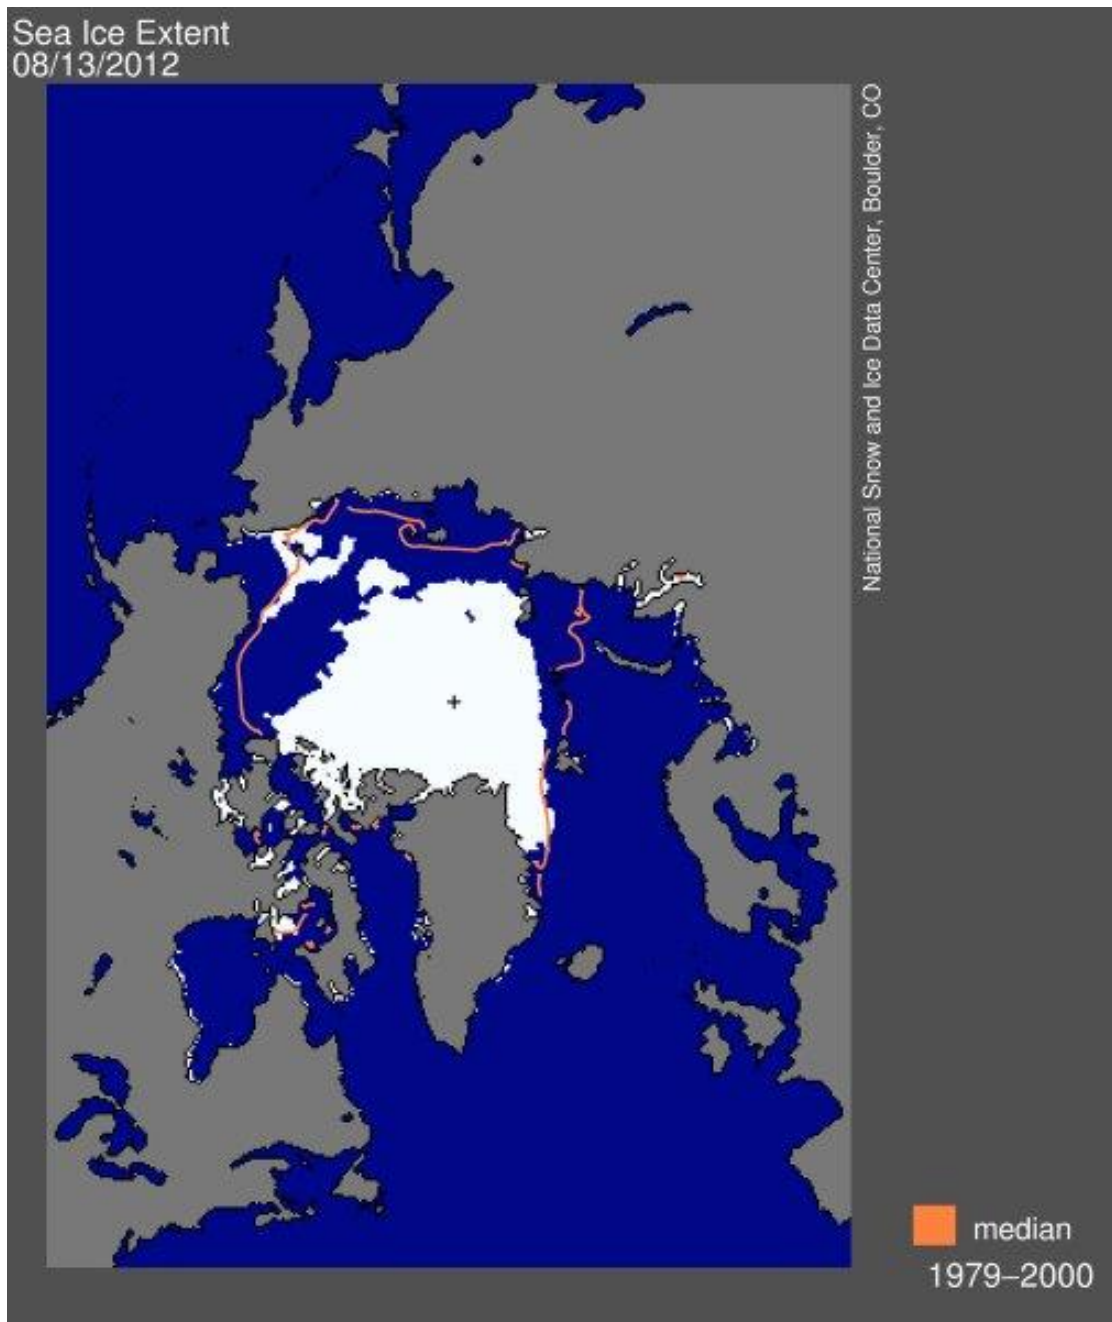 Sea Ice Extent
08/13/2012
National Snow and Ice Data Center, Boulder, CO
median
1979–2000